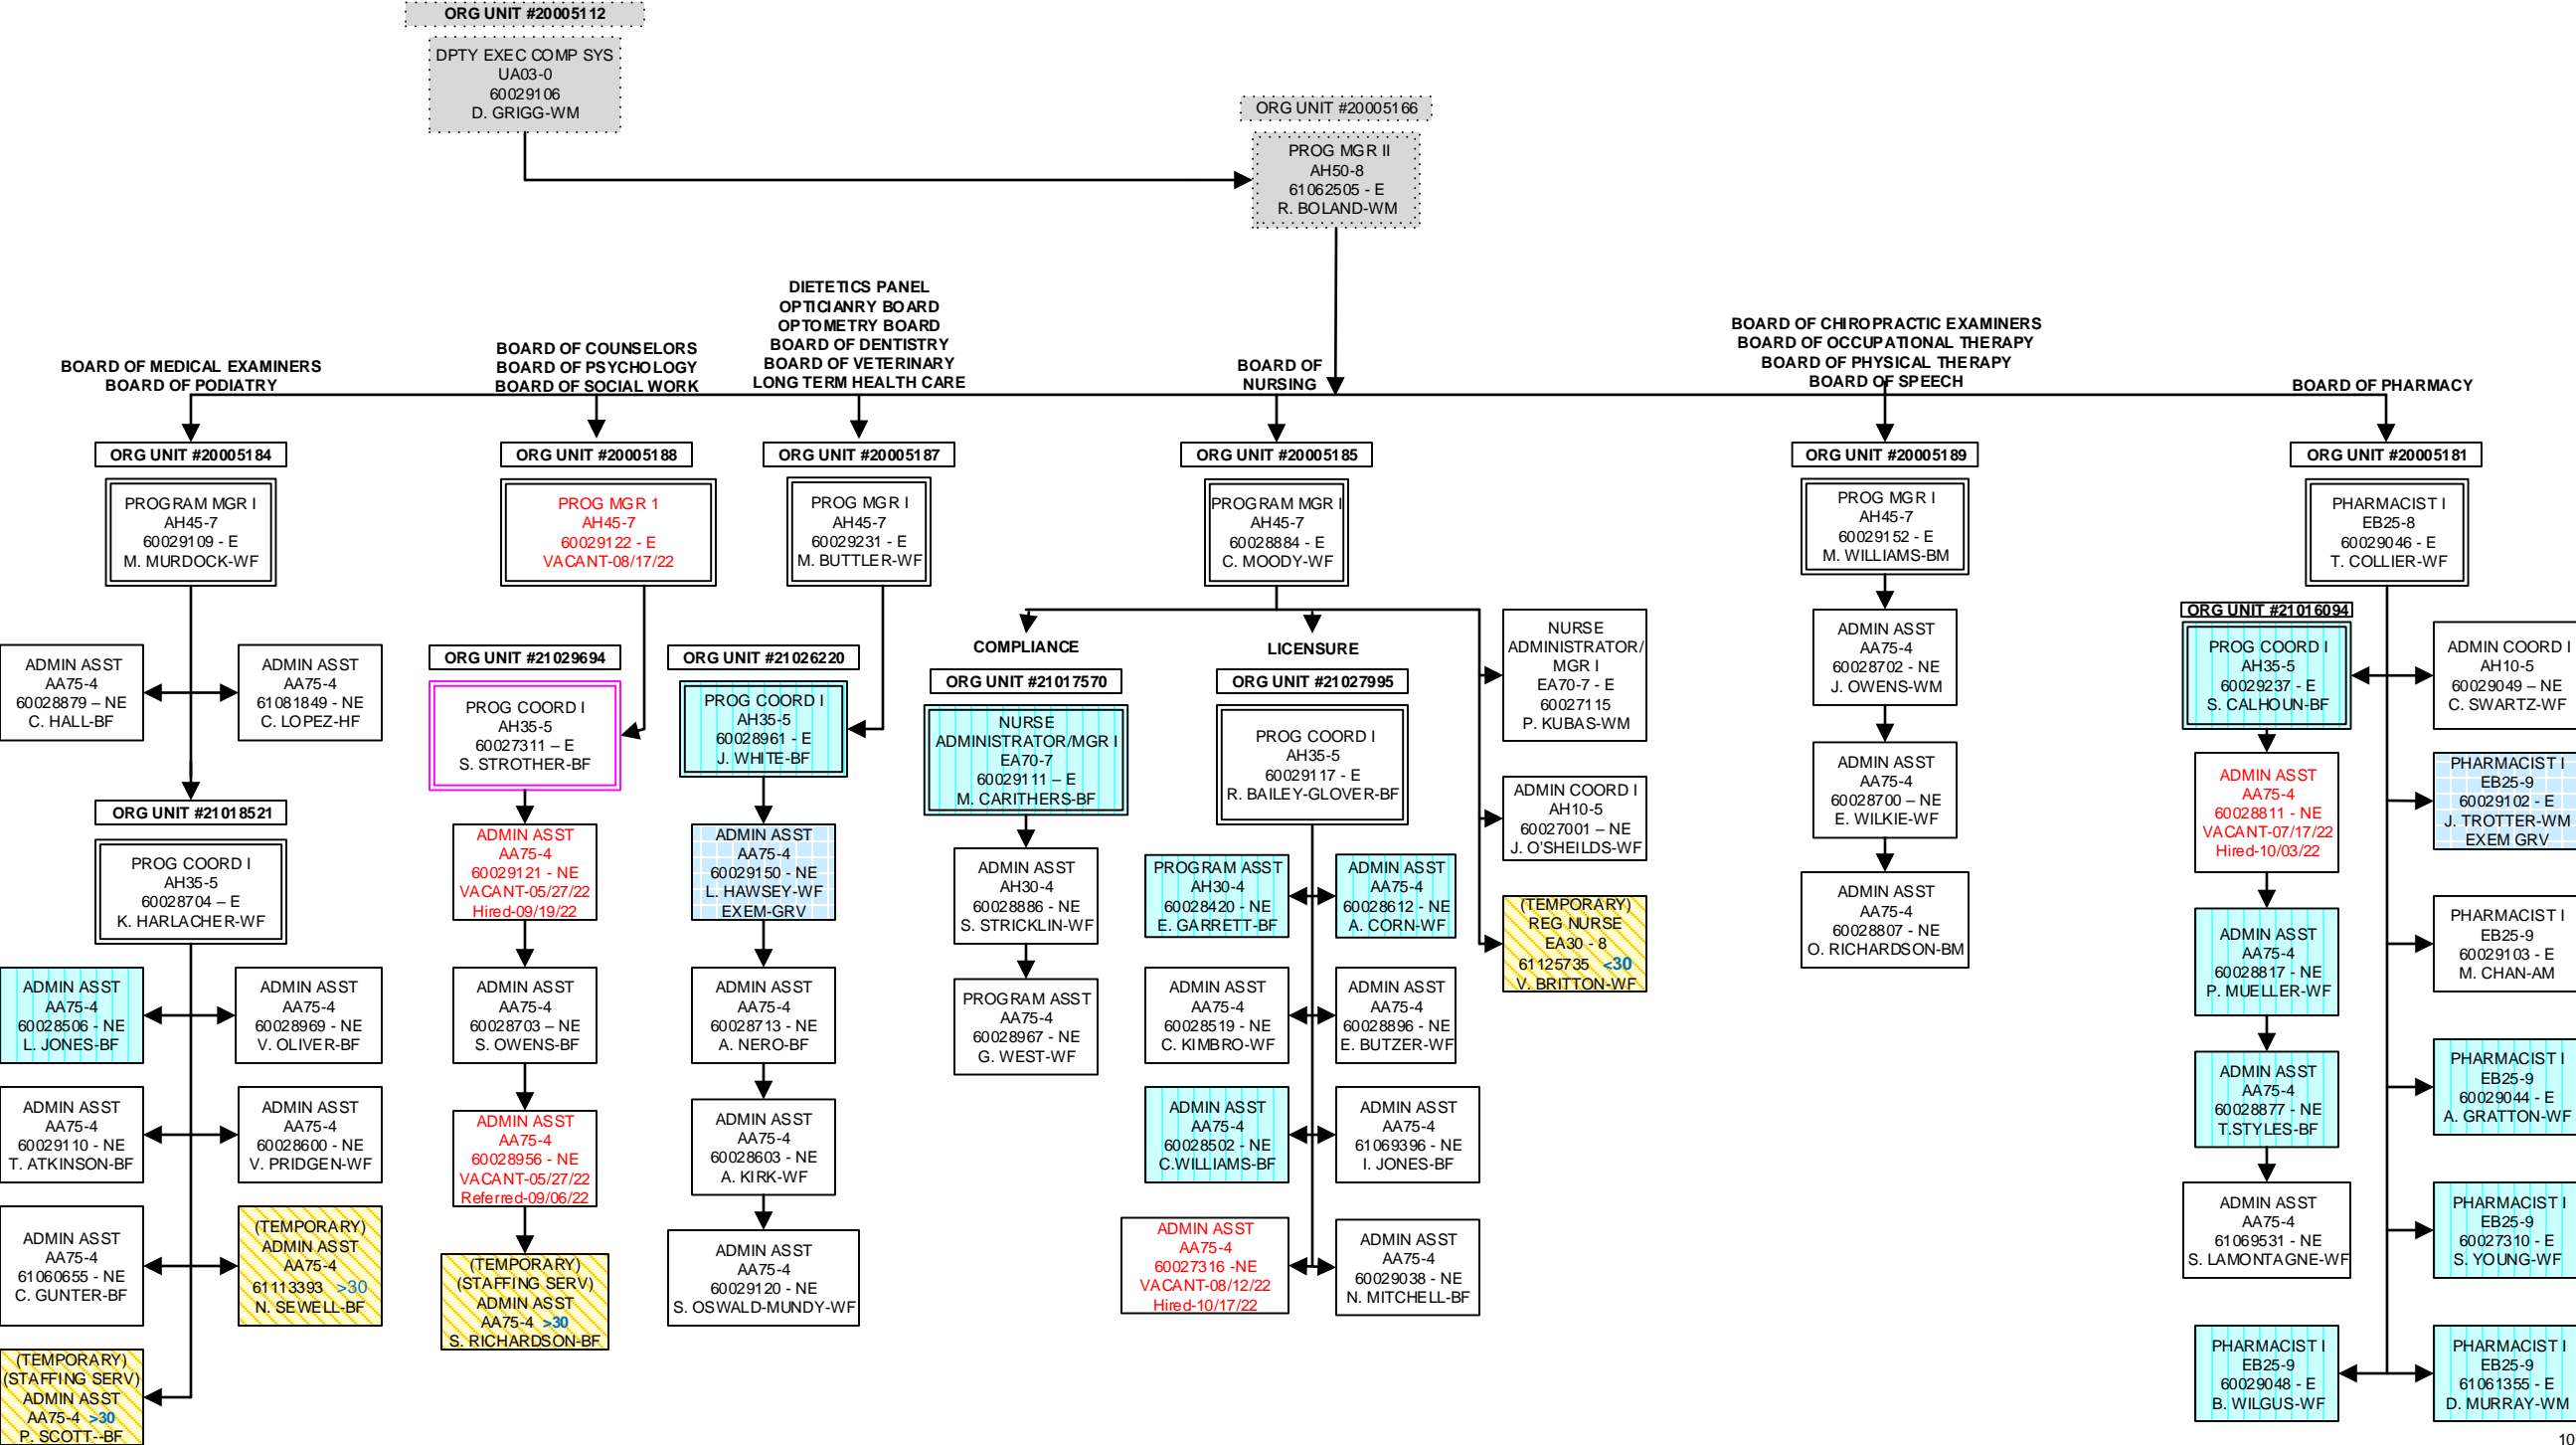 ORG UNIT #20005112
DPTY EXEC COMP SYS
UA03-0
60029106
D. GRIGG-WM
ORG UNIT #20005166
PROG MGR II
AH50-8
61062505 - E
R. BOLAND-WM
BOARD OF MEDICAL EXAMINERS
BOARD OF PODIATRY
ORG UNIT #20005184
PROGRAM MGR I
AH45-7
60029109 - E
M. MURDOCK-WF
ADMIN ASST
AA75-4
60028879 – NE
C. HALL-BF
ADMIN ASST
AA75-4
61081849 - NE
C. LOPEZ-HF
ORG UNIT #21018521
PROG COORD I
AH35-5
60028704 – E
K. HARLACHER-WF
ADMIN ASST
AA75-4
60028506 - NE
L. JONES-BF
ADMIN ASST
AA75-4
60028969 - NE
V. OLIVER-BF
ADMIN ASST
AA75-4
60029110 - NE
T. ATKINSON-BF
ADMIN ASST
AA75-4
60028600 - NE
V. PRIDGEN-WF
ADMIN ASST
AA75-4
61060655 - NE
C. GUNTER-BF
(TEMPORARY)
ADMIN ASST
AA75-4
61113393 >30
N. SEWELL-BF
(TEMPORARY)
(STAFFING SERV)
ADMIN ASST
AA75-4 >30
P. SCOTT--BF
BOARD OF COUNSELORS
BOARD OF PSYCHOLOGY
BOARD OF SOCIAL WORK
ORG UNIT #20005188
PROG MGR 1
AH45-7
60029122 - E
VACANT-08/17/22
ORG UNIT #21029694
PROG COORD I
AH35-5
60027311 – E
S. STROTHER-BF
ADMIN ASST
AA75-4
60029121 - NE
VACANT-05/27/22
Hired-09/19/22
ADMIN ASST
AA75-4
60028703 – NE
S. OWENS-BF
ADMIN ASST
AA75-4
60028956 - NE
VACANT-05/27/22
Referred-09/06/22
(TEMPORARY)
(STAFFING SERV)
ADMIN ASST
AA75-4 >30
S. RICHARDSON-BF
DIETETICS PANEL
OPTICIANRY BOARD
OPTOMETRY BOARD
BOARD OF DENTISTRY
BOARD OF VETERINARY
LONG TERM HEALTH CARE
ORG UNIT #20005187
PROG MGR I
AH45-7
60029231 - E
M. BUTTLER-WF
ORG UNIT #21026220
PROG COORD I
AH35-5
60028961 - E
J. WHITE-BF
ADMIN ASST
AA75-4
60029150 - NE
L. HAWSEY-WF
EXEM-GRV
ADMIN ASST
AA75-4
60028713 - NE
A. NERO-BF
ADMIN ASST
AA75-4
60028603 - NE
A. KIRK-WF
ADMIN ASST
AA75-4
60029120 - NE
S. OSWALD-MUNDY-WF
BOARD OF
NURSING
ORG UNIT #20005185
PROGRAM MGR I
AH45-7
60028884 - E
C. MOODY-WF
COMPLIANCE
ORG UNIT #21017570
NURSE
ADMINISTRATOR/MGR I
EA70-7
60029111 – E
M. CARITHERS-BF
ADMIN ASST
AH30-4
60028886 - NE
S. STRICKLIN-WF
PROGRAM ASST
AA75-4
60028967 - NE
G. WEST-WF
LICENSURE
ORG UNIT #21027995
PROG COORD I
AH35-5
60029117 - E
R. BAILEY-GLOVER-BF
PROGRAM ASST
AH30-4
60028420 - NE
E. GARRETT-BF
ADMIN ASST
AA75-4
60028612 - NE
A. CORN-WF
ADMIN ASST
AA75-4
60028519 - NE
C. KIMBRO-WF
ADMIN ASST
AA75-4
60028896 - NE
E. BUTZER-WF
ADMIN ASST
AA75-4
60028502 - NE
C.WILLIAMS-BF
ADMIN ASST
AA75-4
61069396 - NE
I. JONES-BF
ADMIN ASST
AA75-4
60027316 -NE
VACANT-08/12/22
Hired-10/17/22
ADMIN ASST
AA75-4
60029038 - NE
N. MITCHELL-BF
NURSE
ADMINISTRATOR/
MGR I
EA70-7 - E
60027115
P. KUBAS-WM
ADMIN COORD I
AH10-5
60027001 – NE
J. O'SHEILDS-WF
(TEMPORARY)
REG NURSE
EA30 - 8
61125735 <30
V. BRITTON-WF
BOARD OF CHIROPRACTIC EXAMINERS
BOARD OF OCCUPATIONAL THERAPY
BOARD OF PHYSICAL THERAPY
BOARD OF SPEECH
ORG UNIT #20005189
PROG MGR I
AH45-7
60029152 - E
M. WILLIAMS-BM
ADMIN ASST
AA75-4
60028702 - NE
J. OWENS-WM
ADMIN ASST
AA75-4
60028700 – NE
E. WILKIE-WF
ADMIN ASST
AA75-4
60028807 - NE
O. RICHARDSON-BM
BOARD OF PHARMACY
ORG UNIT #20005181
PHARMACIST I
EB25-8
60029046 - E
T. COLLIER-WF
ORG UNIT #21016094
PROG COORD I
AH35-5
60029237 - E
S. CALHOUN-BF
ADMIN COORD I
AH10-5
60029049 – NE
C. SWARTZ-WF
ADMIN ASST
AA75-4
60028811 - NE
VACANT-07/17/22
Hired-10/03/22
PHARMACIST I
EB25-9
60029102 - E
J. TROTTER-WM
EXEM GRV
ADMIN ASST
AA75-4
60028817 - NE
P. MUELLER-WF
PHARMACIST I
EB25-9
60029103 - E
M. CHAN-AM
ADMIN ASST
AA75-4
60028877 - NE
T.STYLES-BF
PHARMACIST I
EB25-9
60029044 - E
A. GRATTON-WF
ADMIN ASST
AA75-4
61069531 - NE
S. LAMONTAGNE-WF
PHARMACIST I
EB25-9
60027310 - E
S. YOUNG-WF
PHARMACIST I
EB25-9
60029048 - E
B. WILGUS-WF
PHARMACIST I
EB25-9
61061355 - E
D. MURRAY-WM
10